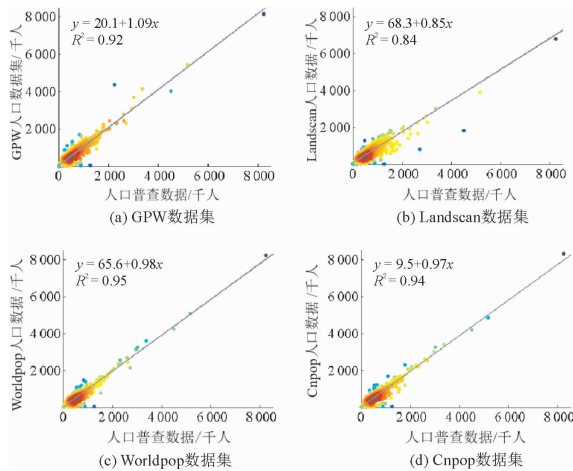 y = 20.1+1.09x
R² = 0.92
GPW人口数据集/千人
8 000
6 000
4 000
2 000
0
2 000
4 000
6 000
8 000
人口普查数据/千人
(a) GPW数据集
y = 68.3+0.85x
R² = 0.84
Landscan人口数据 /千人
8 000
6 000
4 000
2 000
0
2 000
4 000
6 000
8 000
人口普查数据/千人
(b) Landscan数据集
y = 65.6+0.98x
R² = 0.95
Worldpop人口数据 /千人
8 000
6 000
4 000
2 000
0
2 000
4 000
6 000
8 000
人口普查数据/千人
(c) Worldpop数据集
y = 9.5+0.97x
R² = 0.94
Cnpop人口数据 /千人
8 000
6 000
4 000
2 000
0
2 000
4 000
6 000
8 000
人口普查数据/千人
(d) Cnpop数据集